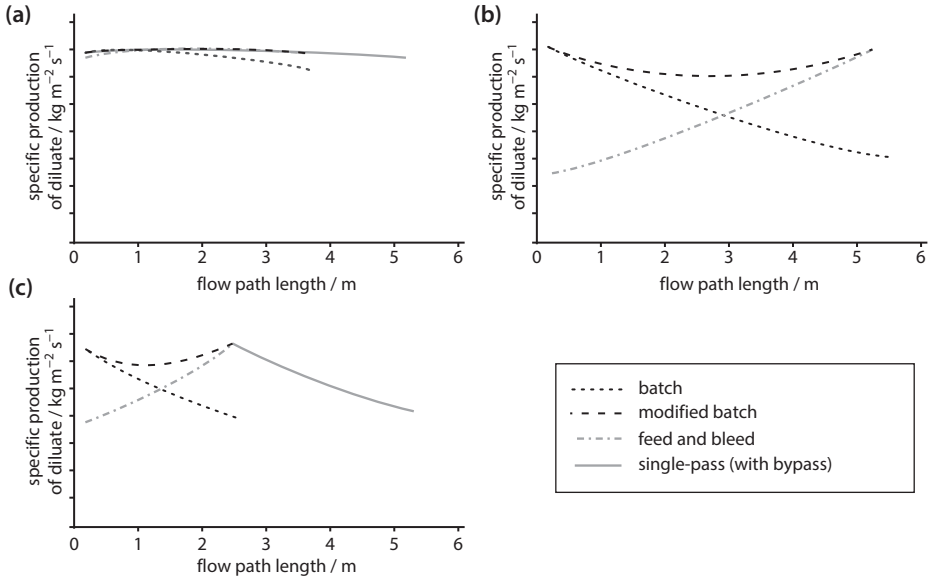 (a)
specific production
of diluate / kg m⁻² s⁻¹
0 1 2 3 4 5 6
flow path length / m
(b)
specific production
of diluate / kg m⁻² s⁻¹
0 1 2 3 4 5 6
flow path length / m
(c)
specific production
of diluate / kg m⁻² s⁻¹
0 1 2 3 4 5 6
flow path length / m
batch
modified batch
feed and bleed
single-pass (with bypass)